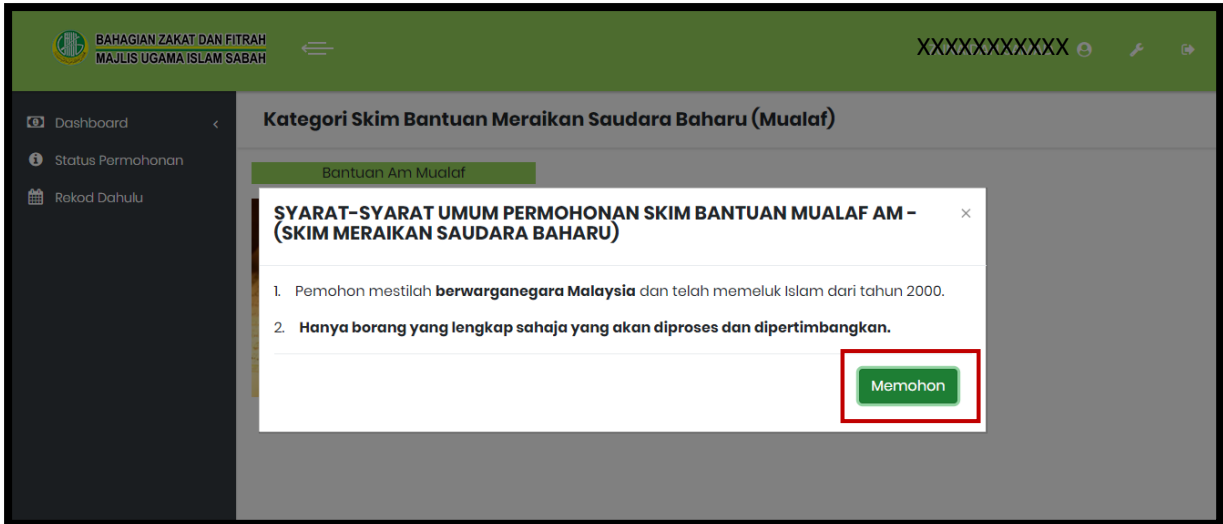 BAHAGIAN ZAKAT DAN FITRAH
MAJLIS UGAMA ISLAM SABAH
XXXXXXXXXXX
Dashboard
Status Permohonan
Rekod Dahulu
Kategori Skim Bantuan Meraikan Saudara Baharu (Mualaf)
Bantuan Am Mualaf
SYARAT-SYARAT UMUM PERMOHONAN SKIM BANTUAN MUALAF AM -
(SKIM MERAIKAN SAUDARA BAHARU)
×
1. Pemohon mestilah berwarganegara Malaysia dan telah memeluk Islam dari tahun 2000.
2. Hanya borang yang lengkap sahaja yang akan diproses dan dipertimbangkan.
Memohon